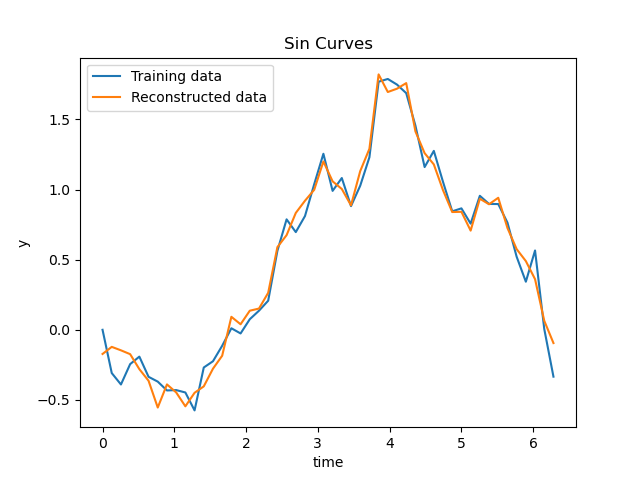 Sin Curves
Training data
Reconstructed data
1.5
1.0
0.5
0.0
−0.5
y
0 1 2 3 4 5 6
time